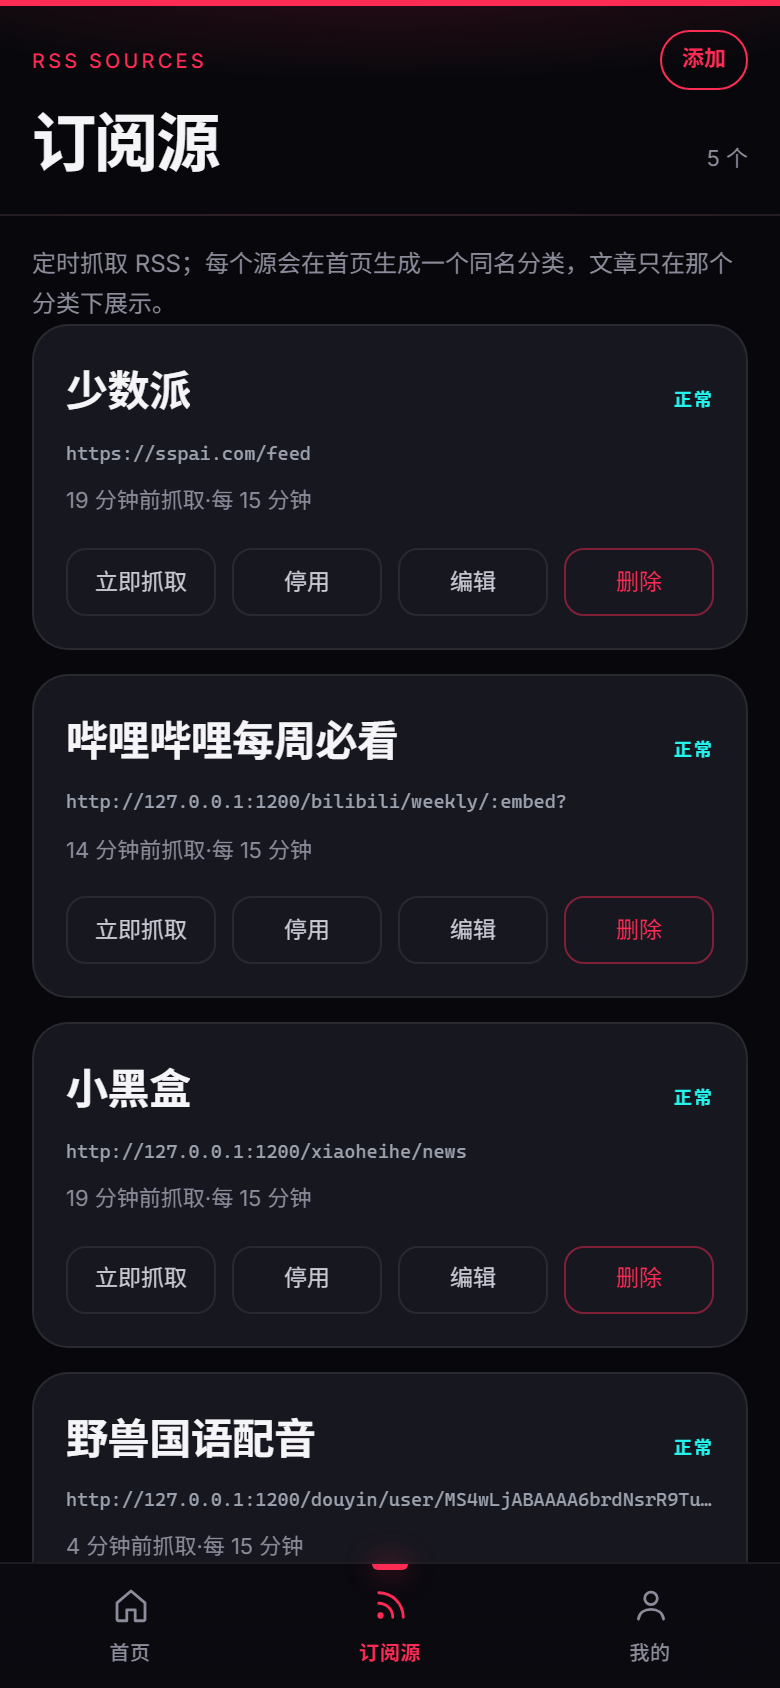 RSS SOURCES
添加
订阅源
5 个
定时抓取 RSS；每个源会在首页生成一个同名分类，文章只在那个
分类下展示。
少数派
正常
https://sspai.com/feed
19 分钟前抓取·每 15 分钟
立即抓取 停用 编辑 删除
哔哩哔哩每周必看
正常
http://127.0.0.1:1200/bilibili/weekly/:embed?
14 分钟前抓取·每 15 分钟
立即抓取 停用 编辑 删除
小黑盒
正常
http://127.0.0.1:1200/xiaoheihe/news
19 分钟前抓取·每 15 分钟
立即抓取 停用 编辑 删除
野兽国语配音
正常
http://127.0.0.1:1200/douyin/user/MS4wLjABAAAA6brdNsrR9Tu…
4 分钟前抓取·每 15 分钟
首页 订阅源 我的